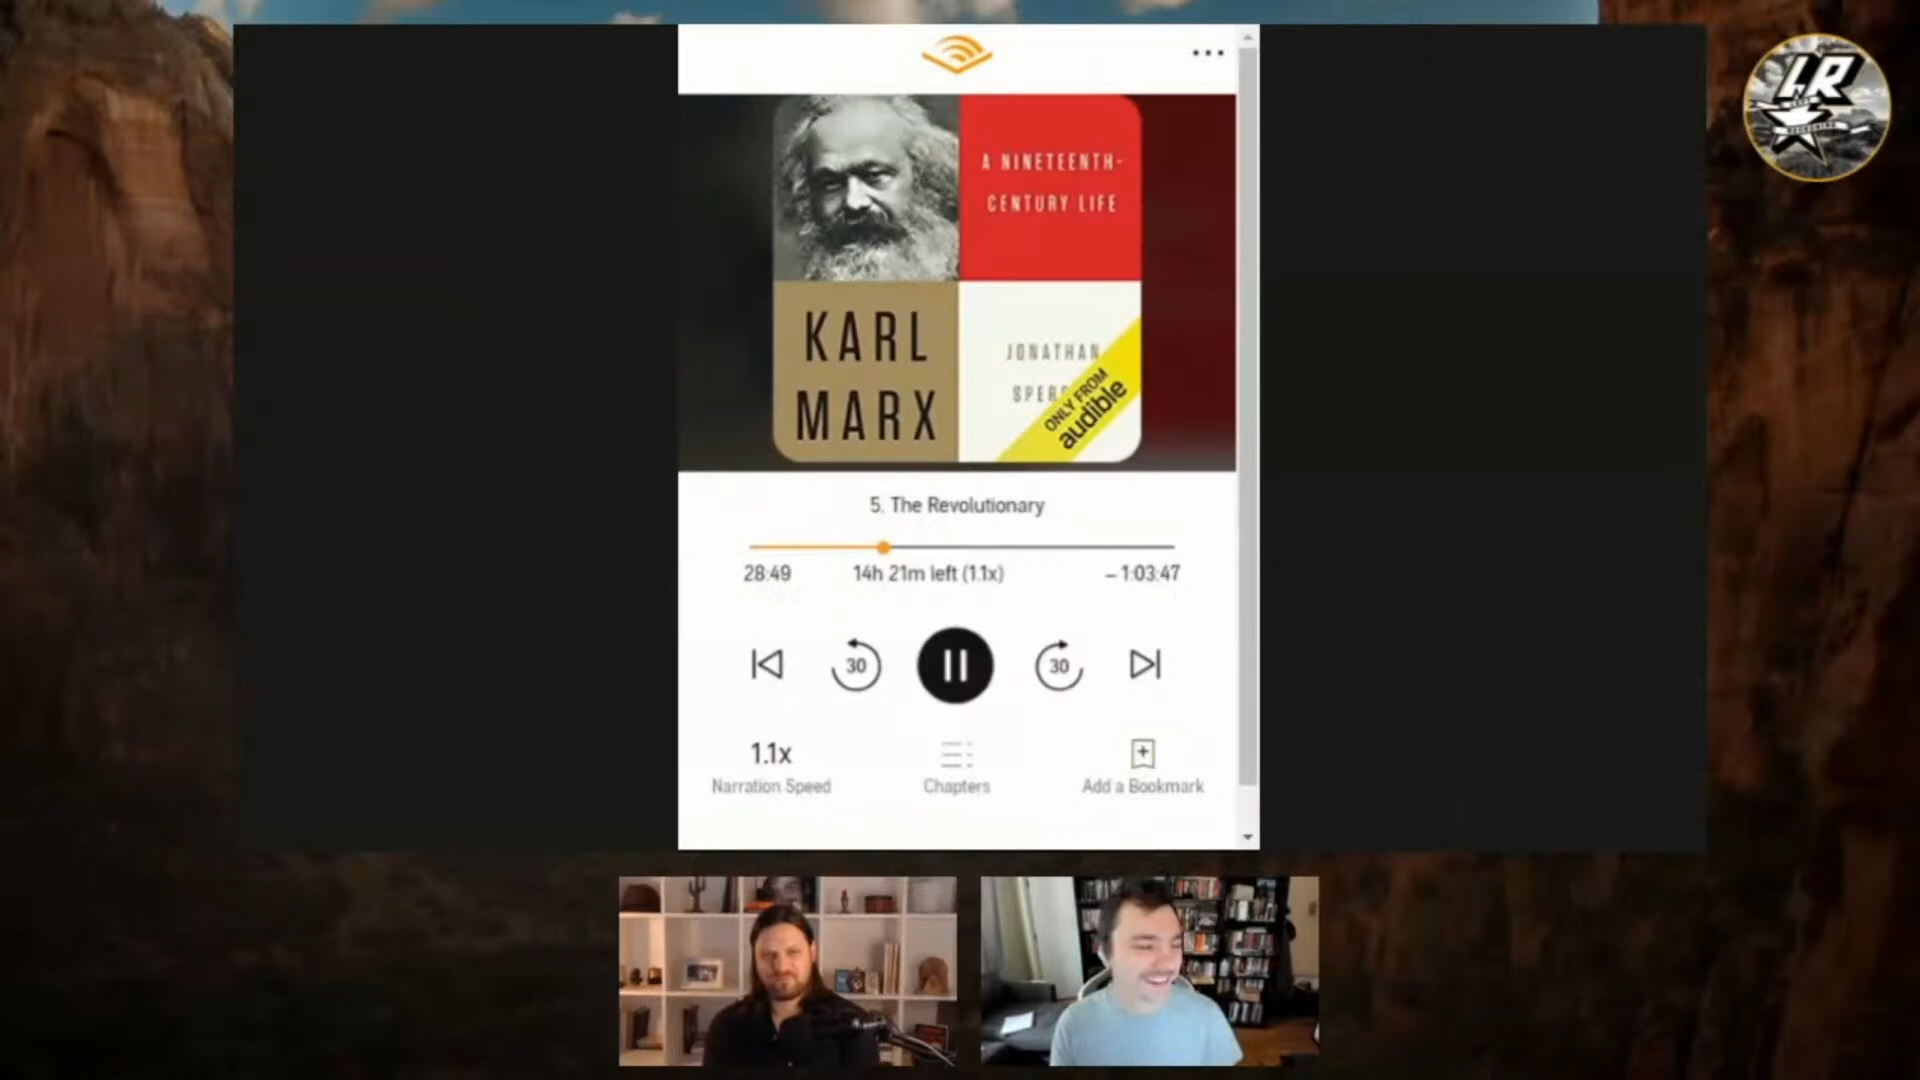 LR
A NINETEENTH-
CENTURY LIFE
KARL
MARX
JONATHAN
ONLY FROM
audible
5. The Revolutionary
28:49
14h 21m left (1.1x)
– 1:03:47
30
30
1.1x
Narration Speed
Chapters
Add a Bookmark